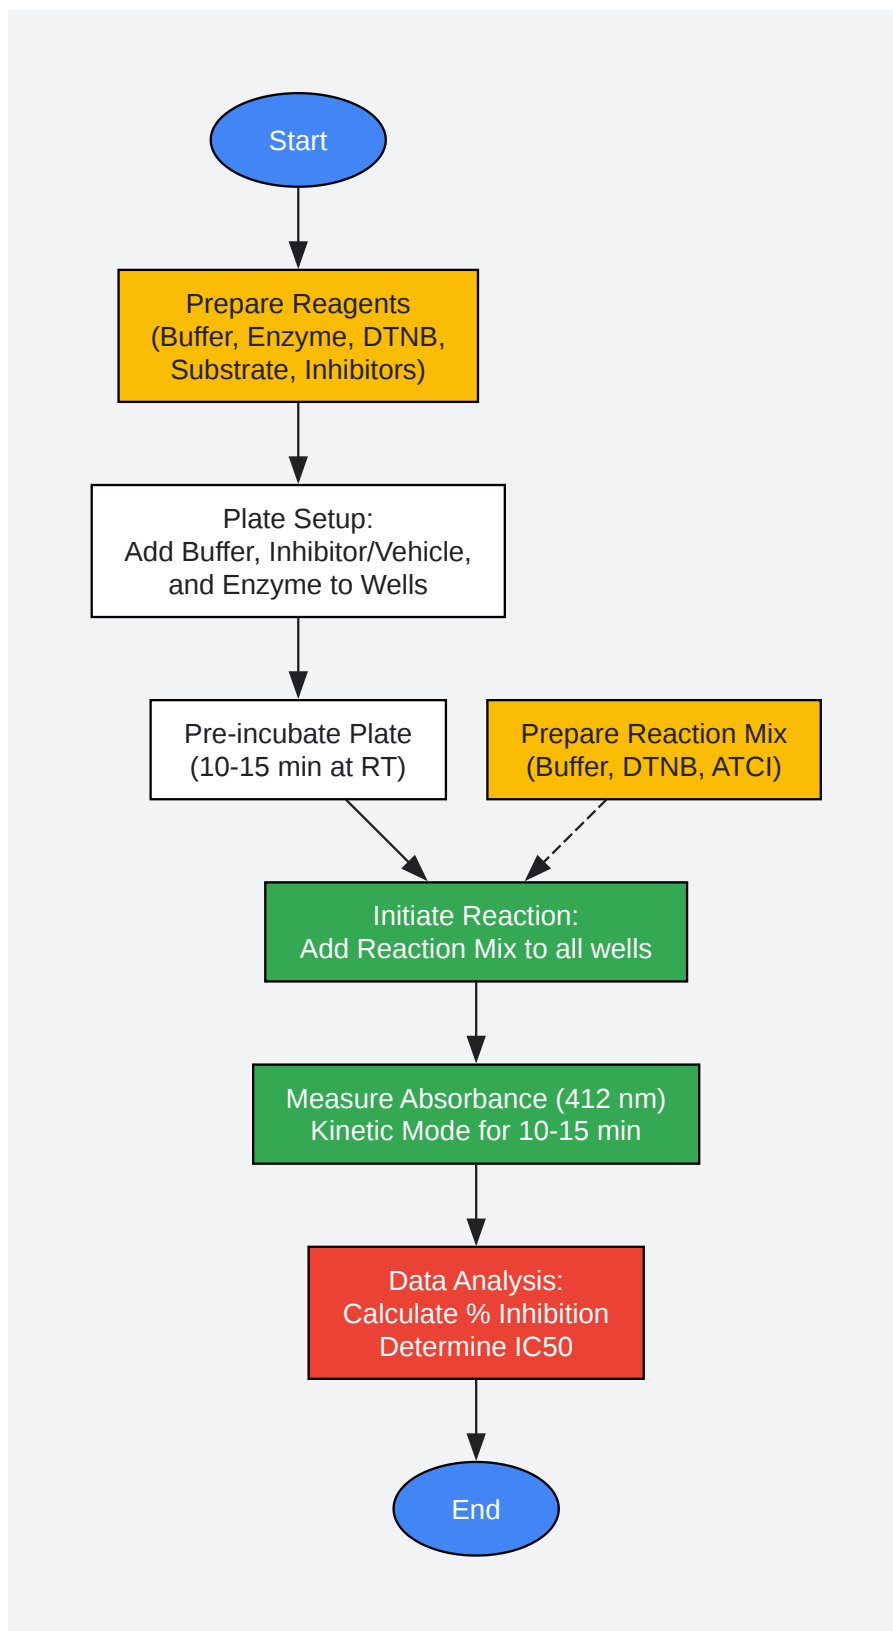 Start
Prepare Reagents
(Buffer, Enzyme, DTNB,
Substrate, Inhibitors)
Plate Setup:
Add Buffer, Inhibitor/Vehicle,
and Enzyme to Wells
Pre-incubate Plate
(10-15 min at RT)
Prepare Reaction Mix
(Buffer, DTNB, ATCI)
Initiate Reaction:
Add Reaction Mix to all wells
Measure Absorbance (412 nm)
Kinetic Mode for 10-15 min
Data Analysis:
Calculate % Inhibition
Determine IC50
End